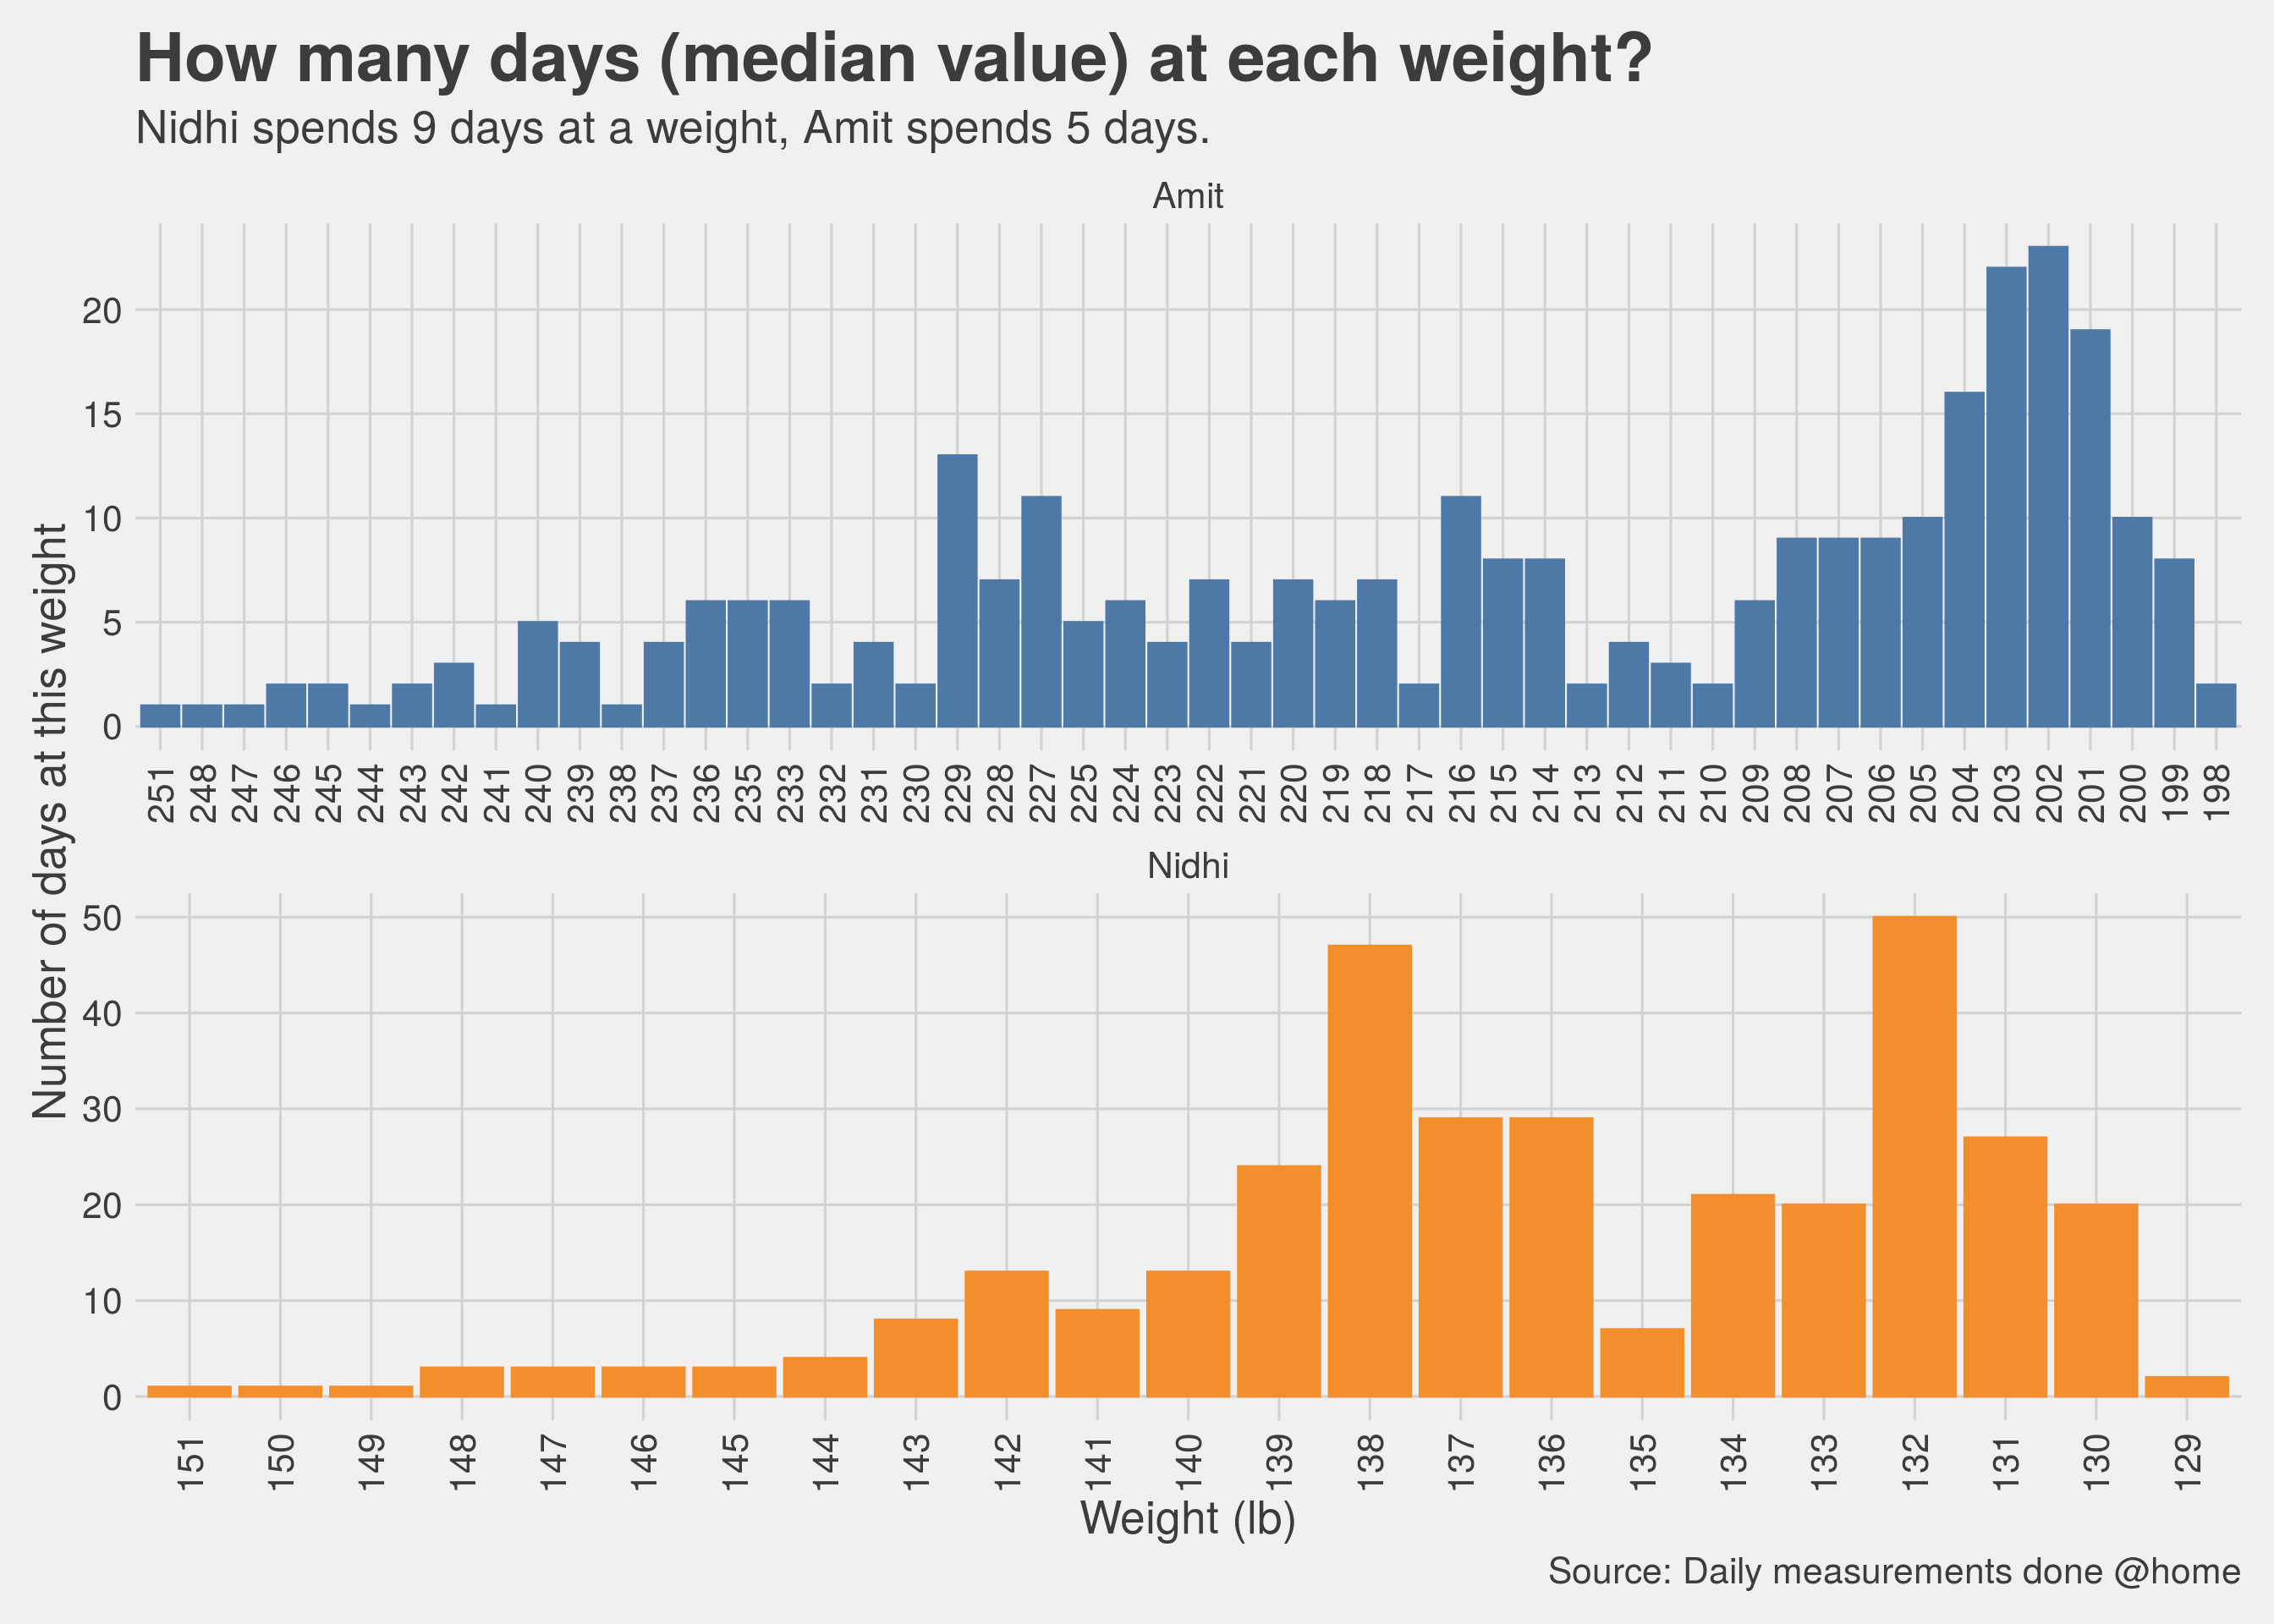 How many days (median value) at each weight?
Nidhi spends 9 days at a weight, Amit spends 5 days.
Amit
20
15
10
5
0
251 248 247 246 245 244 243 242 241 240 239 238 237 236 235 233 232 231 230 229 228 227 225 224 223 222 221 220 219 218 217 216 215 214 213 212 211 210 209 208 207 206 205 204 203 202 201 200 199 198
Number of days at this weight
Nidhi
50
40
30
20
10
0
151 150 149 148 147 146 145 144 143 142 141 140 139 138 137 136 135 134 133 132 131 130 129
Weight (lb)
Source: Daily measurements done @home